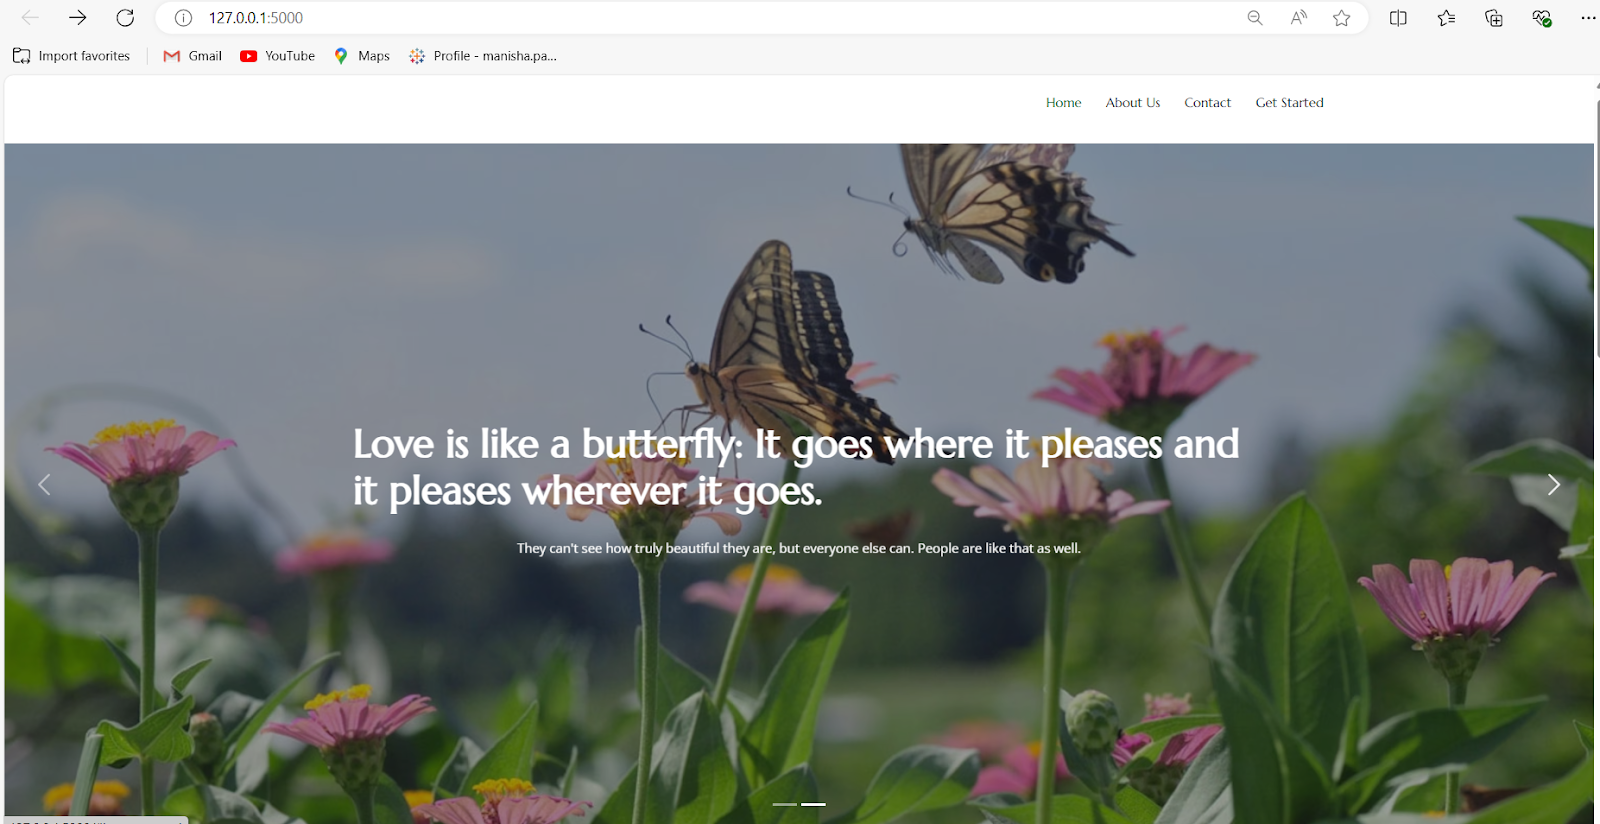 127.0.0.1:5000
Import favorites Gmail YouTube Maps Profile - manisha.pa...
Home About Us Contact Get Started
Love is like a butterfly: It goes where it pleases and
it pleases wherever it goes.
They can't see how truly beautiful they are, but everyone else can. People are like that as well.